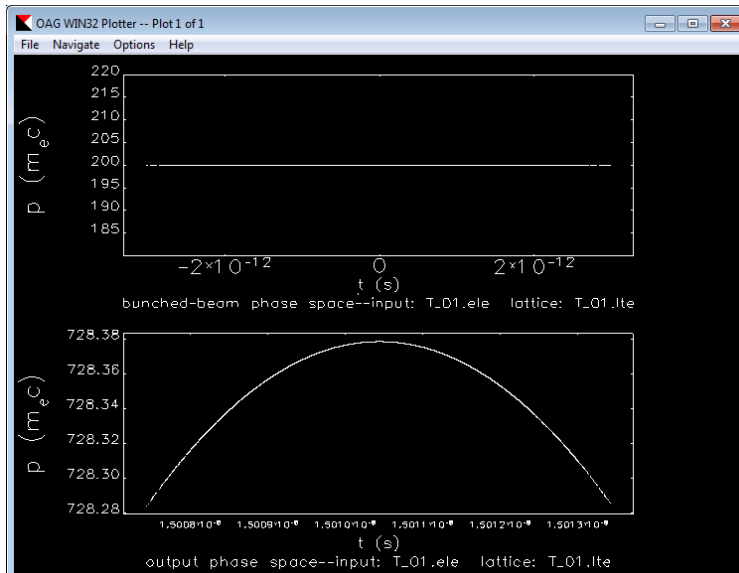 OAG WIN32 Plotter -- Plot 1 of 1
File Navigate Options Help
220
215
210
205
200
195
190
185
p (mₑc)
−2×10⁻¹² 0 2×10⁻¹²
t (s)
bunched-beam phase space--input: T_01.ele lattice: T_01.lte
728.38
728.36
728.34
728.32
728.30
728.28
p (mₑc)
t (s)
output phase space--input: T_01.ele lattice: T_01.lte